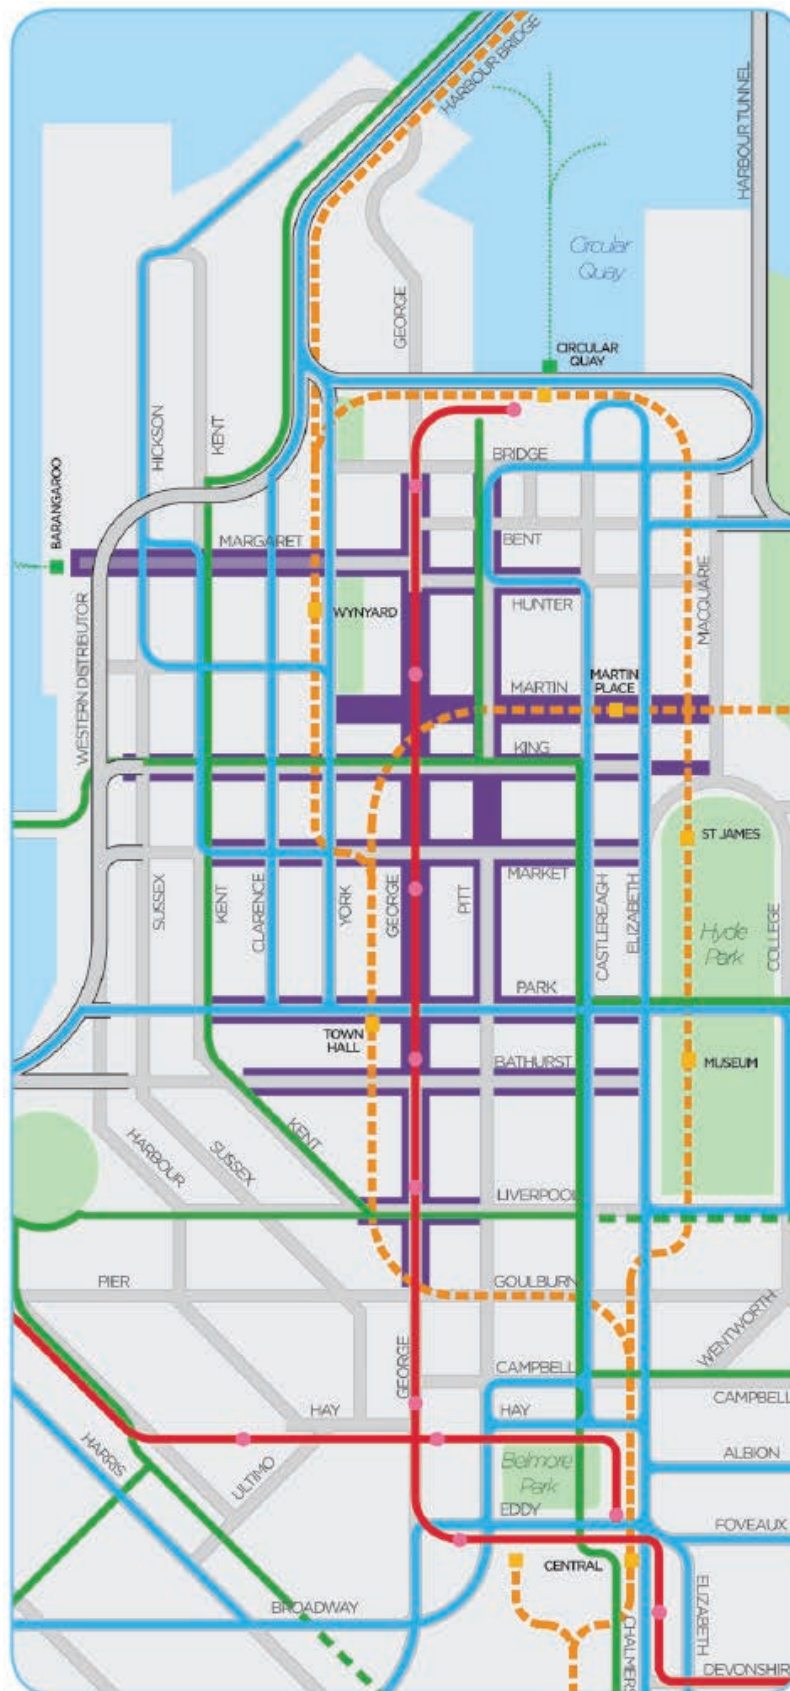 HARBOUR BRIDGE
HARBOUR TUNNEL
Circular
Quay
GEORGE
CIRCULAR
QUAY
HICKSON
KENT
BRIDGE
BARANGAROO
MARGARET
BENT
WYNYARD
HUNTER
MACQUARIE
WESTERN DISTRIBUTOR
MARTIN
PLACE
MARTIN
KING
ST JAMES
SUSSEX
KENT
CLARENCE
YORK
GEORGE
PITT
MARKET
CASTLEREAGH
ELIZABETH
Hyde
Park
COLLEGE
PARK
TOWN
HALL
BATHURST
MUSEUM
HARBOUR
SUSSEX
KENT
LIVERPOOL
PIER
GOULBURN
WENTWORTH
GEORGE
CAMPBELL
CAMPBELL
HAY
HAY
HARRIS
ULTIMO
Belmore
Park
ALBION
EDDY
FOVEAUX
CENTRAL
BROADWAY
CHALMERS
ELIZABETH
DEVONSHIR